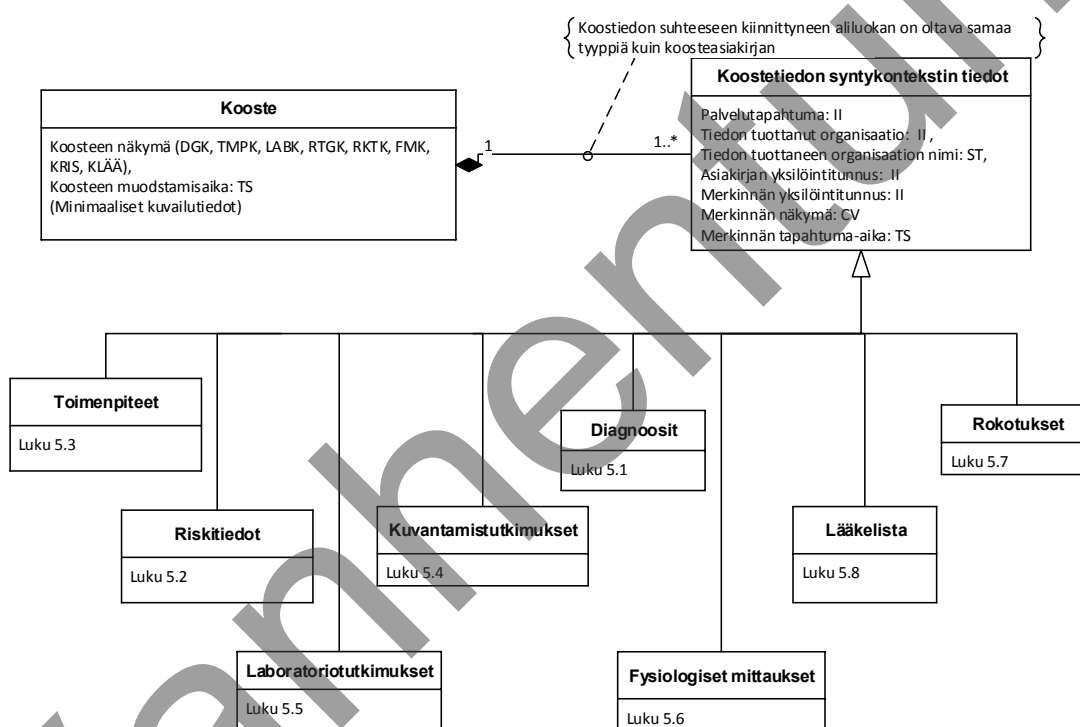 Koostiedon suhteeseen kiinnittyneen aliluokan on oltava samaa
tyyppiä kuin koosteasiakirjan
Kooste
Koosteen näkymä (DGK, TMPK, LABK, RTGK, RKTK, FMK,
KRIS, KLÄÄ),
Koosteen muodstamisaika: TS
(Minimaaliset kuvailutiedot)
1
1..*
Koostetiedon syntykontekstin tiedot
Palvelutapahtuma: II
Tiedon tuottanut organisaatio: II ,
Tiedon tuottaneen organisaation nimi: ST,
Asiakirjan yksilöintitunnus: II
Merkinnän yksilöintitunnus: II
Merkinnän näkymä: CV
Merkinnän tapahtuma-aika: TS
Toimenpiteet
Luku 5.3
Diagnoosit
Luku 5.1
Rokotukset
Luku 5.7
Riskitiedot
Luku 5.2
Kuvantamistutkimukset
Luku 5.4
Lääkelista
Luku 5.8
Laboratoriotutkimukset
Luku 5.5
Fysiologiset mittaukset
Luku 5.6